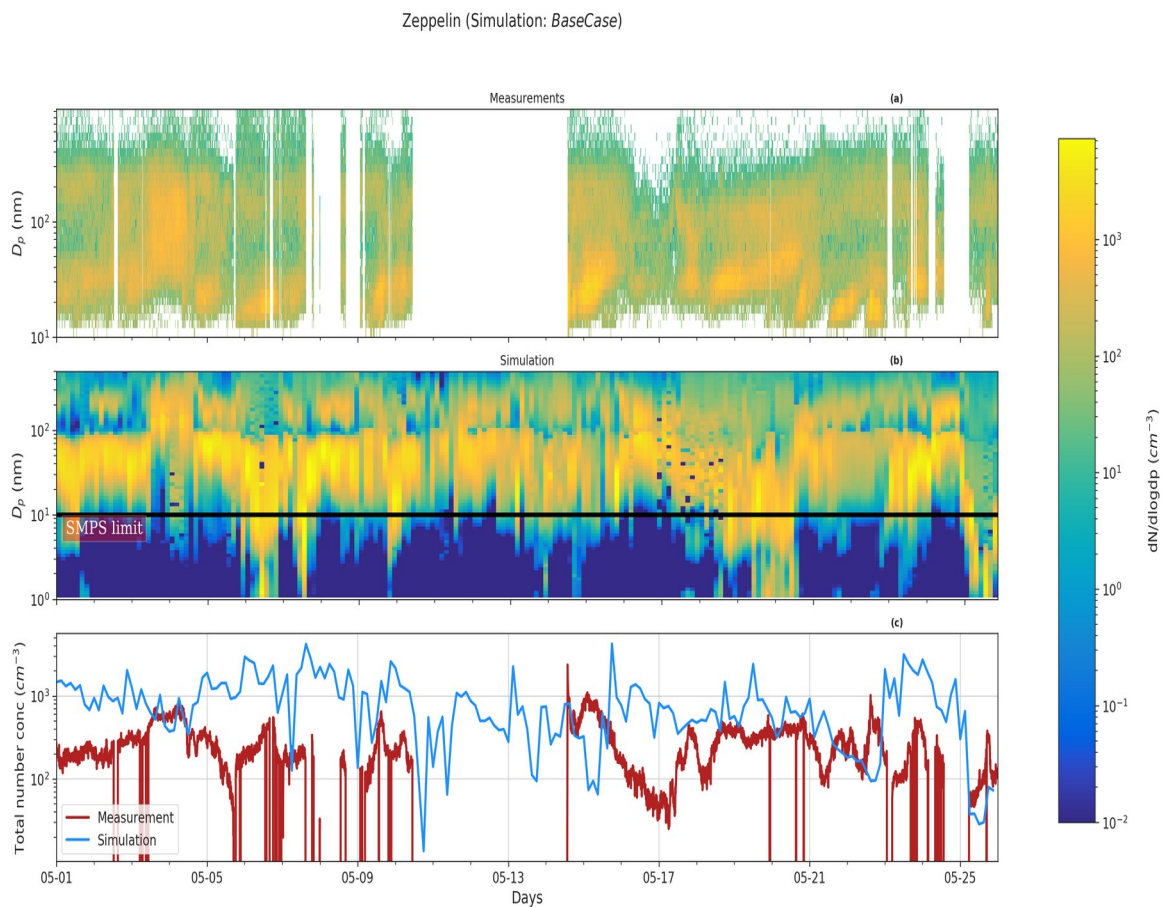 Zeppelin (Simulation: BaseCase)
Measurements
(a)
D_p (nm)
10^2
10^1
Simulation
(b)
D_p (nm)
10^2
10^1
10^0
SMPS limit
(c)
Total number conc (cm^{-3})
10^3
10^2
Measurement
Simulation
05-01 05-05 05-09 05-13 05-17 05-21 05-25
Days
10^3
10^2
10^1
10^0
10^{-1}
10^{-2}
dN/dlogdp (cm^{-3})